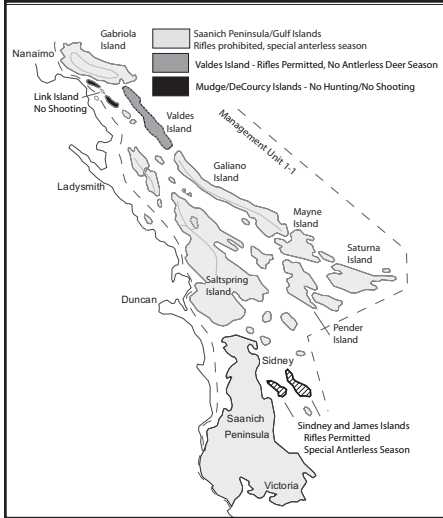 Gabriola
Island
Nanaimo
Saanich Peninsula/Gulf Islands
Rifles prohibited, special anterless season
Valdes Island - Rifles Permitted, No Antlerless Deer Season
Mudge/DeCourcy Islands - No Hunting/No Shooting
Link Island
No Shooting
Valdes
Island
Management Unit 1-1
Galiano
Island
Ladysmith
Mayne
Island
Saturna
Island
Saltspring
Island
Duncan
Pender
Island
Sidney
Sindney and James Islands
Rifles Permitted
Special Antlerless Season
Saanich
Peninsula
Victoria